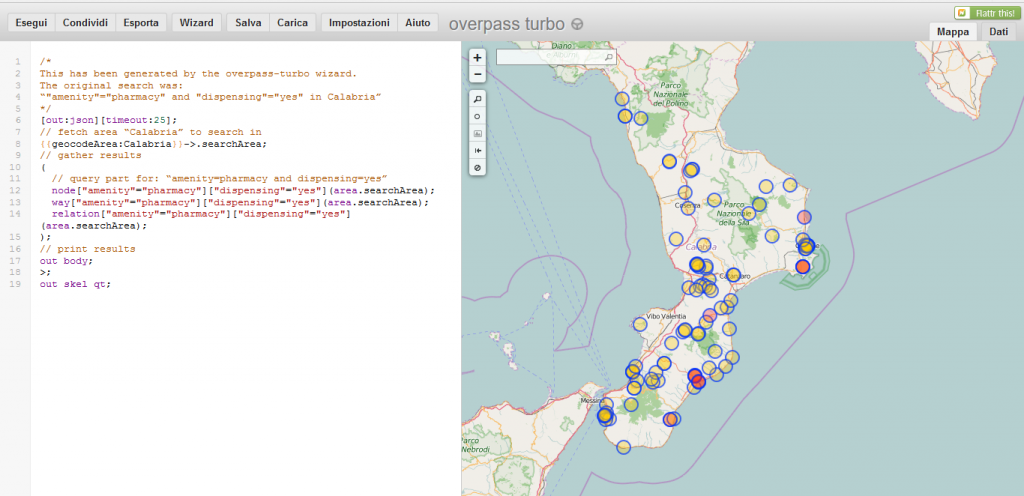 Esegui Condividi Esporta Wizard Salva Carica Impostazioni Aiuto overpass turbo Flattr this!
Mappa Dati
1 /*
2 This has been generated by the overpass-turbo wizard.
3 The original search was:
4 “"amenity"="pharmacy" and "dispensing"="yes" in Calabria”
5 */
6 [out:json][timeout:25];
7 // fetch area “Calabria” to search in
8 {{geocodeArea:Calabria}}->.searchArea;
9 // gather results
10 (
11 // query part for: “amenity=pharmacy and dispensing=yes”
12 node["amenity"="pharmacy"]["dispensing"="yes"](area.searchArea);
13 way["amenity"="pharmacy"]["dispensing"="yes"](area.searchArea);
14 relation["amenity"="pharmacy"]["dispensing"="yes"]
(area.searchArea);
15 );
16 // print results
17 out body;
18 >;
19 out skel qt;
+
−
Diano
Parco
Nazionale
del Pollino
Cosenza
Parco
Nazionale
della Sila
Calabria
Catanzaro
Vibo Valentia
Messina
Parco
Nebrodi